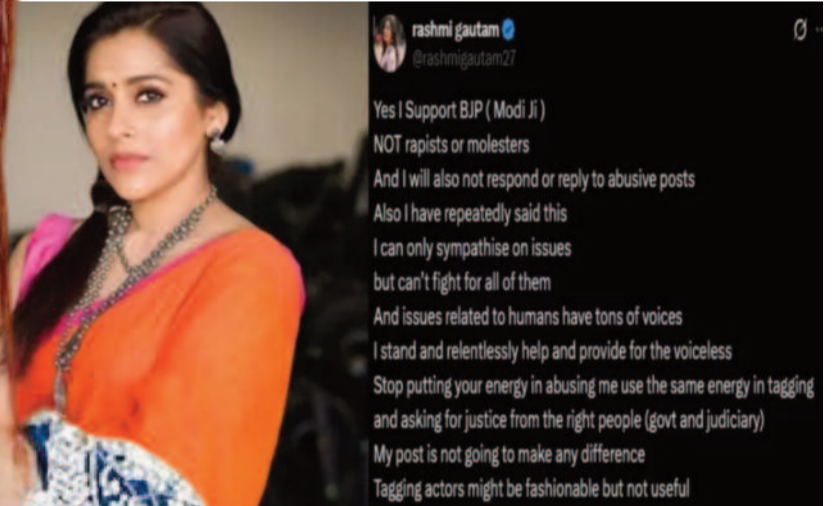 rashmi gautam
@rashmigautam27
Yes I Support BJP ( Modi Ji )
NOT rapists or molesters
And I will also not respond or reply to abusive posts
Also I have repeatedly said this
I can only sympathise on issues
but can't fight for all of them
And issues related to humans have tons of voices
I stand and relentlessly help and provide for the voiceless
Stop putting your energy in abusing me use the same energy in tagging
and asking for justice from the right people (govt and judiciary)
My post is not going to make any difference
Tagging actors might be fashionable but not useful